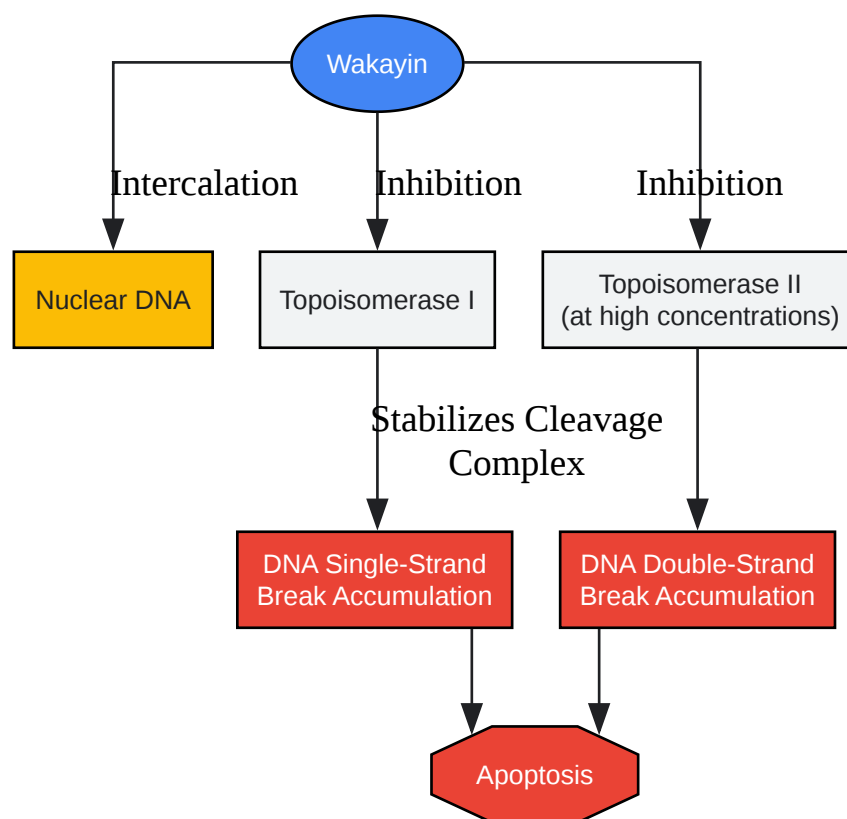 Wakayin
Intercalation
Inhibition
Inhibition
Nuclear DNA
Topoisomerase I
Topoisomerase II
(at high concentrations)
Stabilizes Cleavage
Complex
DNA Single-Strand
Break Accumulation
DNA Double-Strand
Break Accumulation
Apoptosis